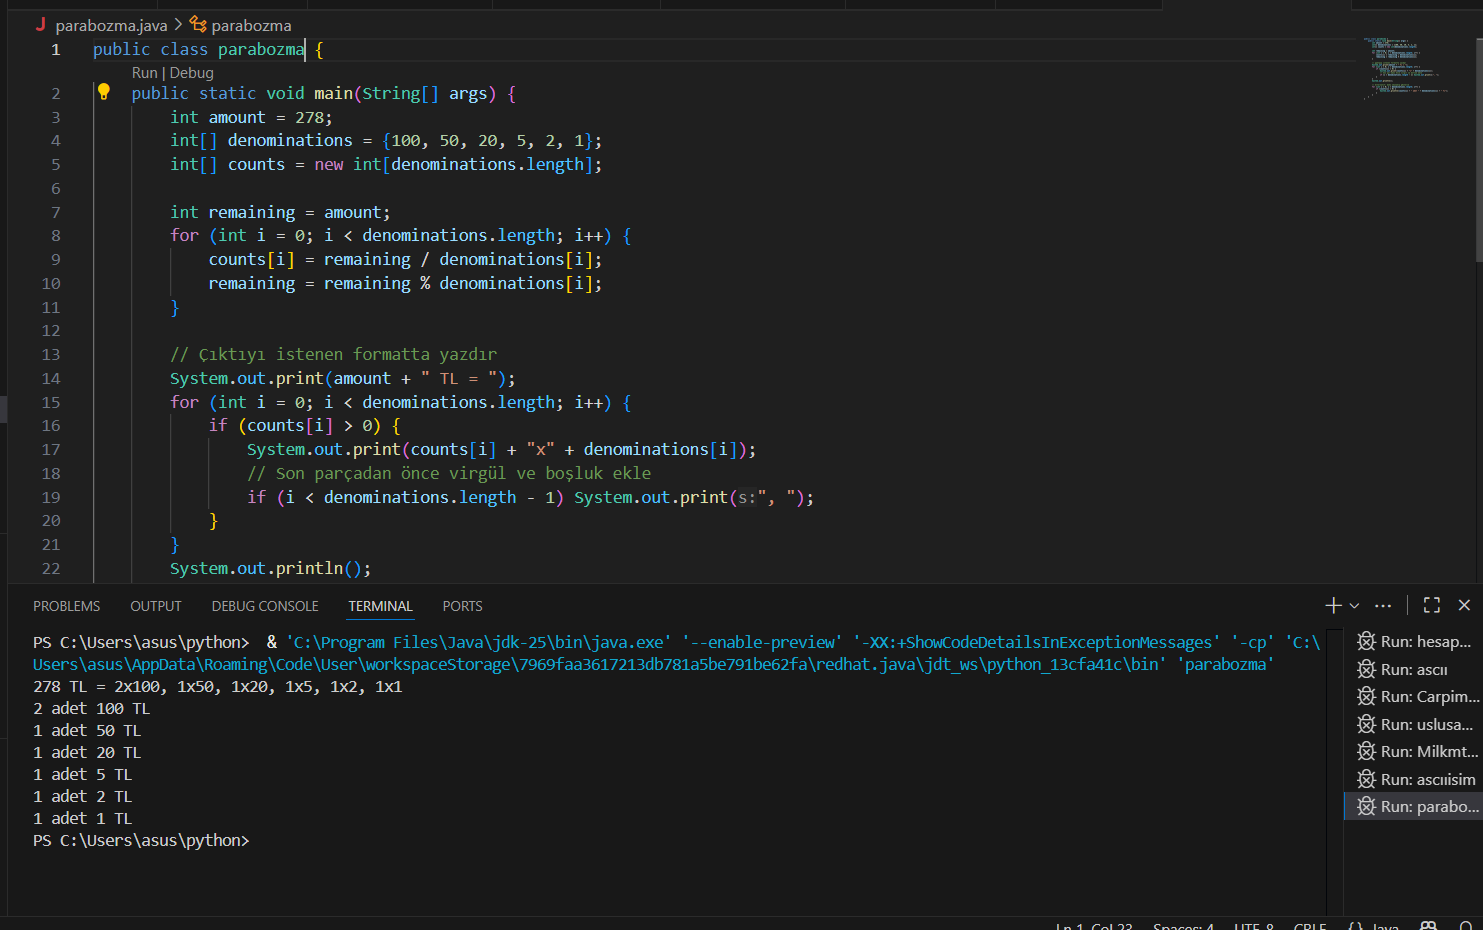 parabozma.java > parabozma
1 public class parabozma {
Run | Debug
2 public static void main(String[] args) {
3 int amount = 278;
4 int[] denominations = {100, 50, 20, 5, 2, 1};
5 int[] counts = new int[denominations.length];
6
7 int remaining = amount;
8 for (int i = 0; i < denominations.length; i++) {
9 counts[i] = remaining / denominations[i];
10 remaining = remaining % denominations[i];
11 }
12
13 // Çıktıyı istenen formatta yazdır
14 System.out.print(amount + " TL = ");
15 for (int i = 0; i < denominations.length; i++) {
16 if (counts[i] > 0) {
17 System.out.print(counts[i] + "x" + denominations[i]);
18 // Son parçadan önce virgül ve boşluk ekle
19 if (i < denominations.length - 1) System.out.print(s:", ");
20 }
21 }
22 System.out.println();
PROBLEMS OUTPUT DEBUG CONSOLE TERMINAL PORTS
PS C:\Users\asus\python> & 'C:\Program Files\Java\jdk-25\bin\java.exe' '--enable-preview' '-XX:+ShowCodeDetailsInExceptionMessages' '-cp' 'C:\
Users\asus\AppData\Roaming\Code\User\workspaceStorage\7969faa3617213db781a5be791be62fa\redhat.java\jdt_ws\python_13cfa41c\bin' 'parabozma'
278 TL = 2x100, 1x50, 1x20, 1x5, 1x2, 1x1
2 adet 100 TL
1 adet 50 TL
1 adet 20 TL
1 adet 5 TL
1 adet 2 TL
1 adet 1 TL
PS C:\Users\asus\python>
Run: hesap...
Run: ascıı
Run: Carpim...
Run: uslusa...
Run: Milkmt...
Run: ascıııisim
Run: parabo...
Ln 1, Col 23 Spaces: 4 UTF-8 CRLF {} Java